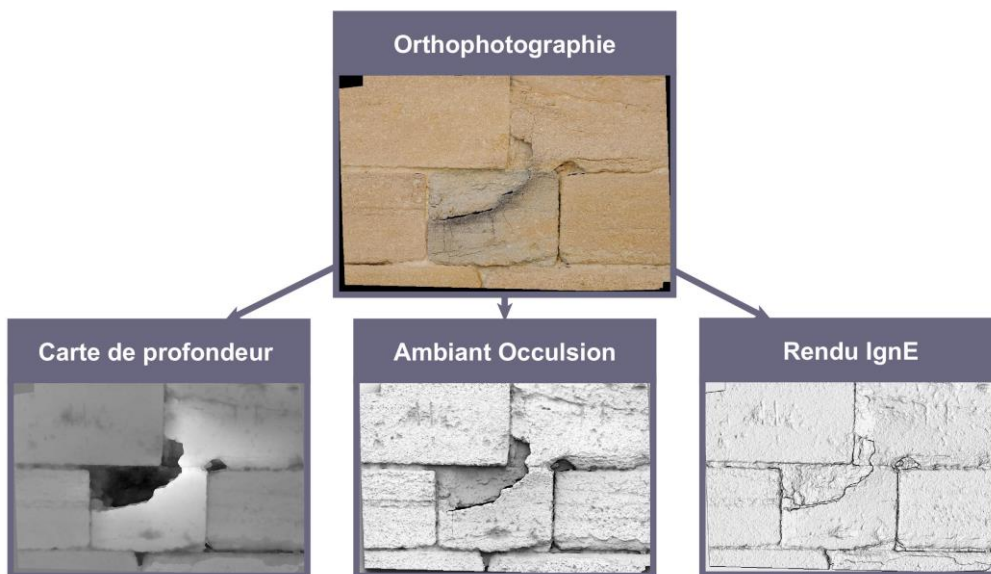 Orthophotographie
Carte de profondeur
Ambiant Occulsion
Rendu IgnE